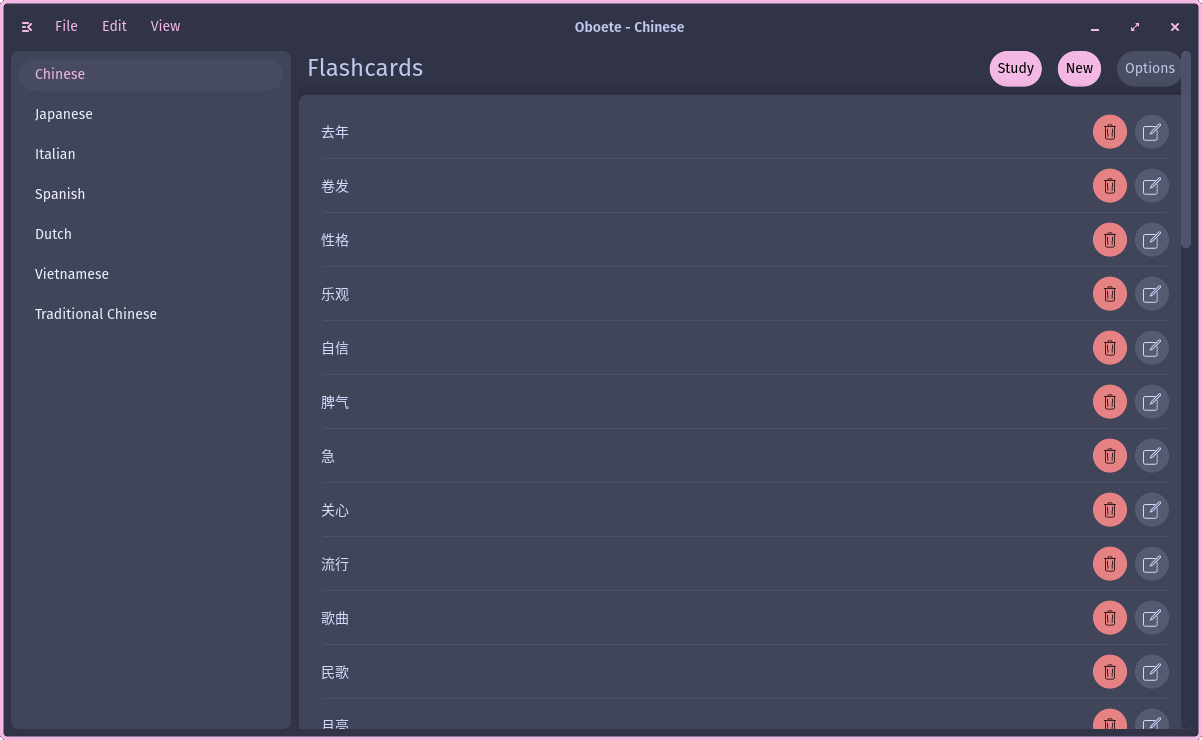 File Edit View Oboete - Chinese
Chinese
Japanese
Italian
Spanish
Dutch
Vietnamese
Traditional Chinese
Flashcards Study New Options
去年
卷发
性格
乐观
自信
脾气
急
关心
流行
歌曲
民歌
月亮